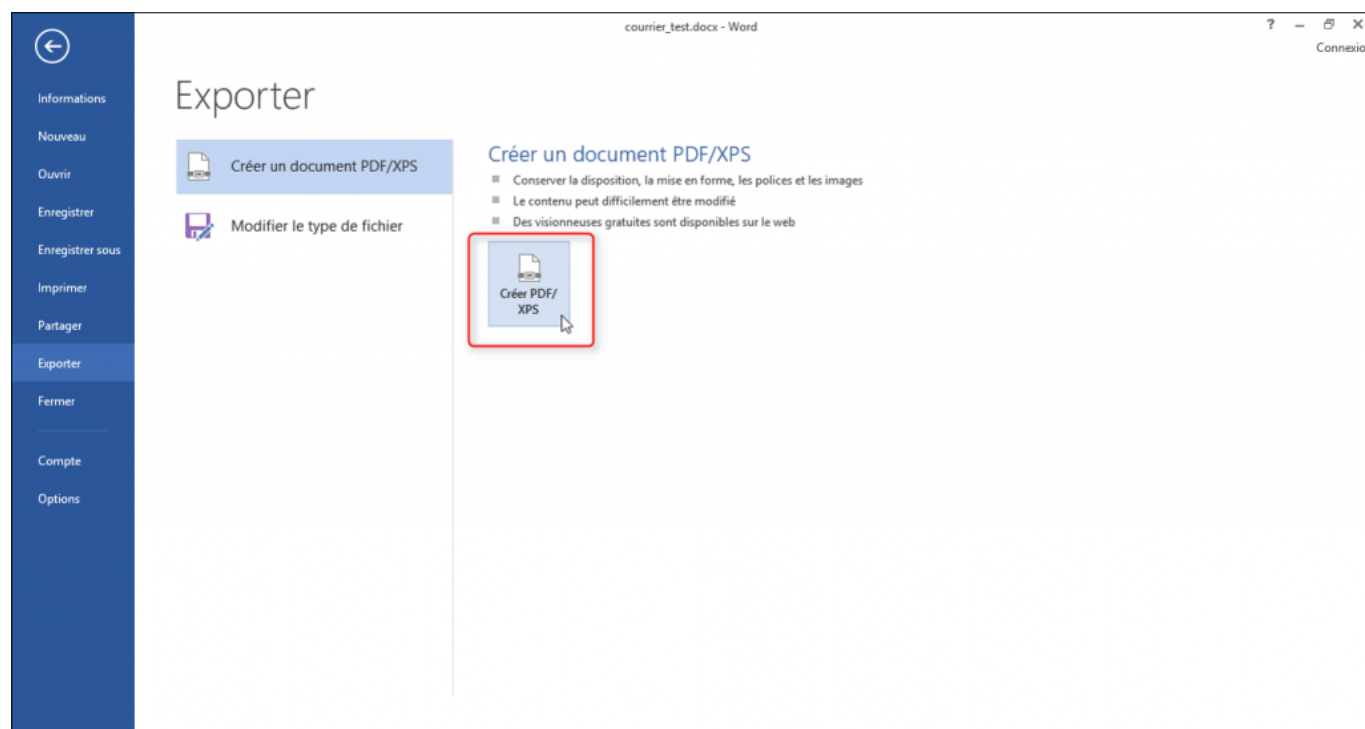 courrier_test.docx - Word
?
Connexio
Informations
Nouveau
Ouvrir
Enregistrer
Enregistrer sous
Imprimer
Partager
Exporter
Fermer
Compte
Options
Exporter
Créer un document PDF/XPS
Modifier le type de fichier
Créer un document PDF/XPS
Conserver la disposition, la mise en forme, les polices et les images
Le contenu peut difficilement être modifié
Des visionneuses gratuites sont disponibles sur le web
Créer PDF/
XPS